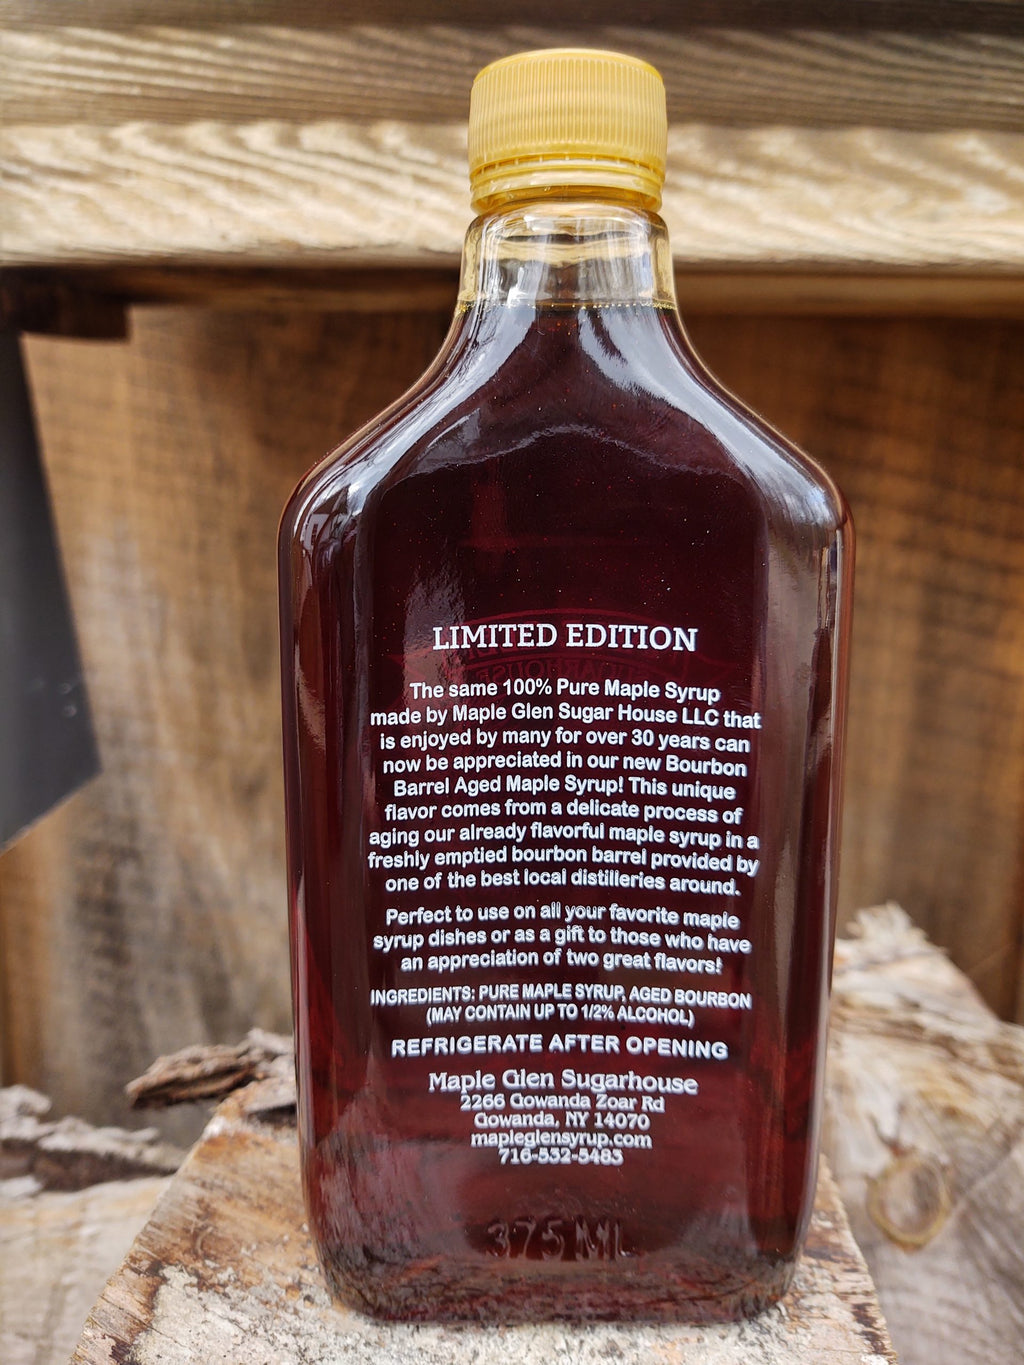 LIMITED EDITION
The same 100% Pure Maple Syrup
made by Maple Glen Sugar House LLC that
is enjoyed by many for over 30 years can
now be appreciated in our new Bourbon
Barrel Aged Maple Syrup! This unique
flavor comes from a delicate process of
aging our already flavorful maple syrup in a
freshly emptied bourbon barrel provided by
one of the best local distilleries around.
Perfect to use on all your favorite maple
syrup dishes or as a gift to those who have
an appreciation of two great flavors!
INGREDIENTS: PURE MAPLE SYRUP, AGED BOURBON
(MAY CONTAIN UP TO 1/2% ALCOHOL)
REFRIGERATE AFTER OPENING
Maple Glen Sugarhouse
2266 Gowanda Zoar Rd
Gowanda, NY 14070
mapleglensyrup.com
716-532-5483
375 ML